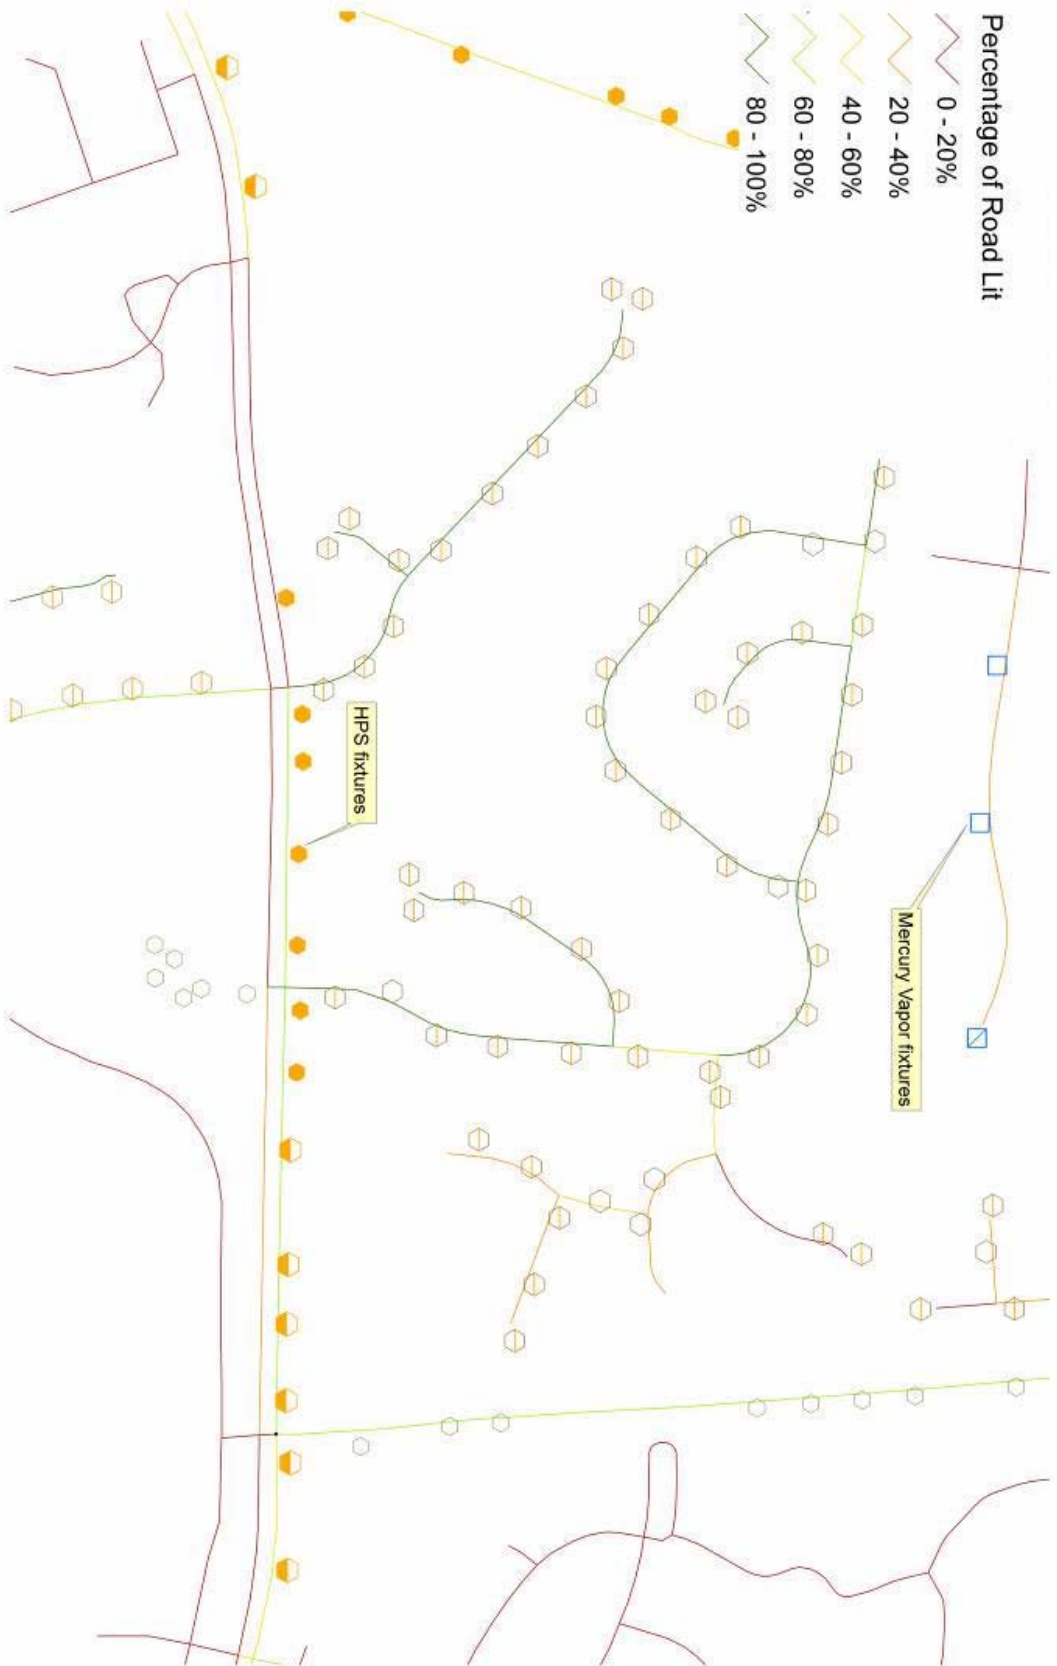 Percentage of Road Lit
0 - 20%
20 - 40%
40 - 60%
60 - 80%
80 - 100%
Mercury Vapor fixtures
HPS fixtures